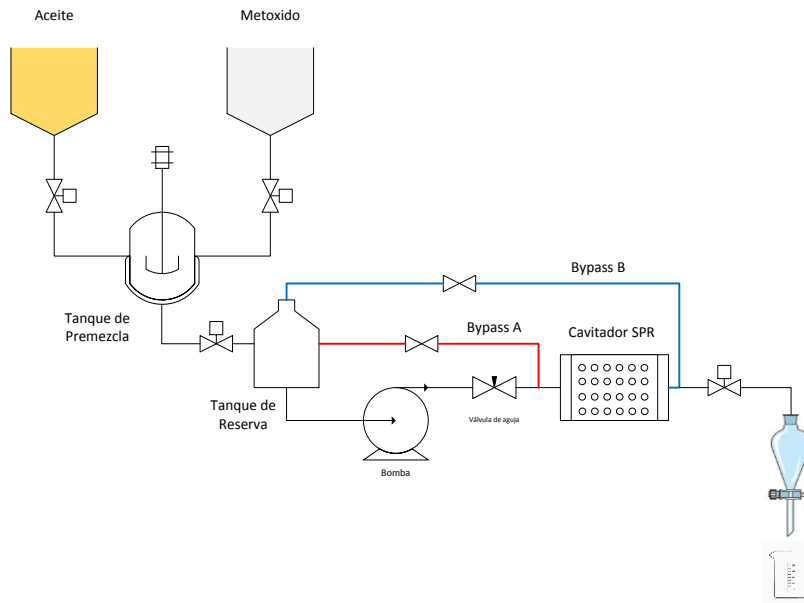 Aceite
Metoxido
Tanque de
Premezcla
Bypass B
Bypass A
Cavitador SPR
Tanque de
Reserva
Válvula de aguja
Bomba